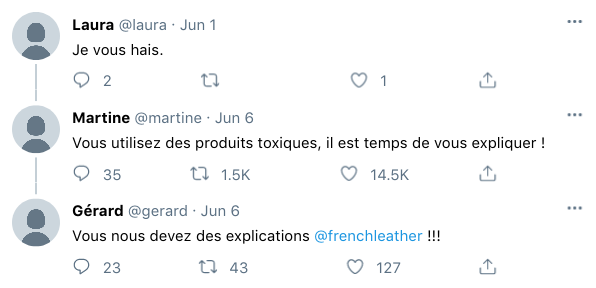 Laura @laura · Jun 1
Je vous hais.
2 1
Martine @martine · Jun 6
Vous utilisez des produits toxiques, il est temps de vous expliquer !
35 1.5K 14.5K
Gérard @gerard · Jun 6
Vous nous devez des explications @frenchleather !!!
23 43 127